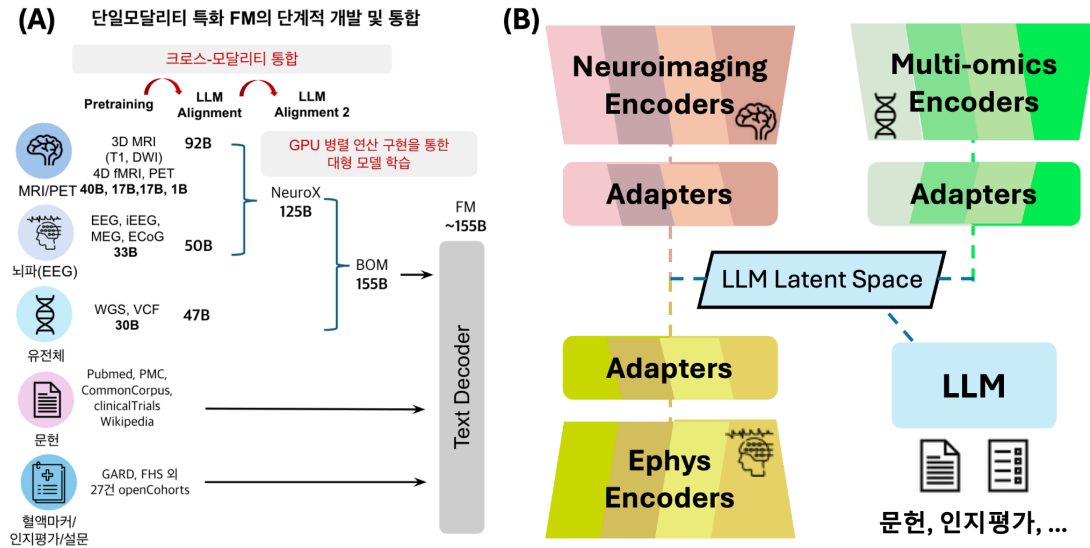 (A)
단일모달리티 특화 FM의 단계적 개발 및 통합
크로스-모달리티 통합
Pretraining
LLM
Alignment
LLM
Alignment 2
GPU 병렬 연산 구현을 통한
대형 모델 학습
MRI/PET
3D MRI
(T1, DWI)
4D fMRI, PET
40B, 17B,17B, 1B
92B
뇌파(EEG)
EEG, iEEG,
MEG, ECoG
33B
50B
NeuroX
125B
유전체
WGS, VCF
30B
47B
BOM
155B
FM
~155B
Text Decoder
문헌
Pubmed, PMC,
CommonCorpus,
clinicalTrials
Wikipedia
혈액마커/
인지평가/설문
GARD, FHS 외
27건 openCohorts
(B)
Neuroimaging
Encoders
Multi-omics
Encoders
Adapters
Adapters
LLM Latent Space
Adapters
LLM
Ephys
Encoders
문헌, 인지평가, ...